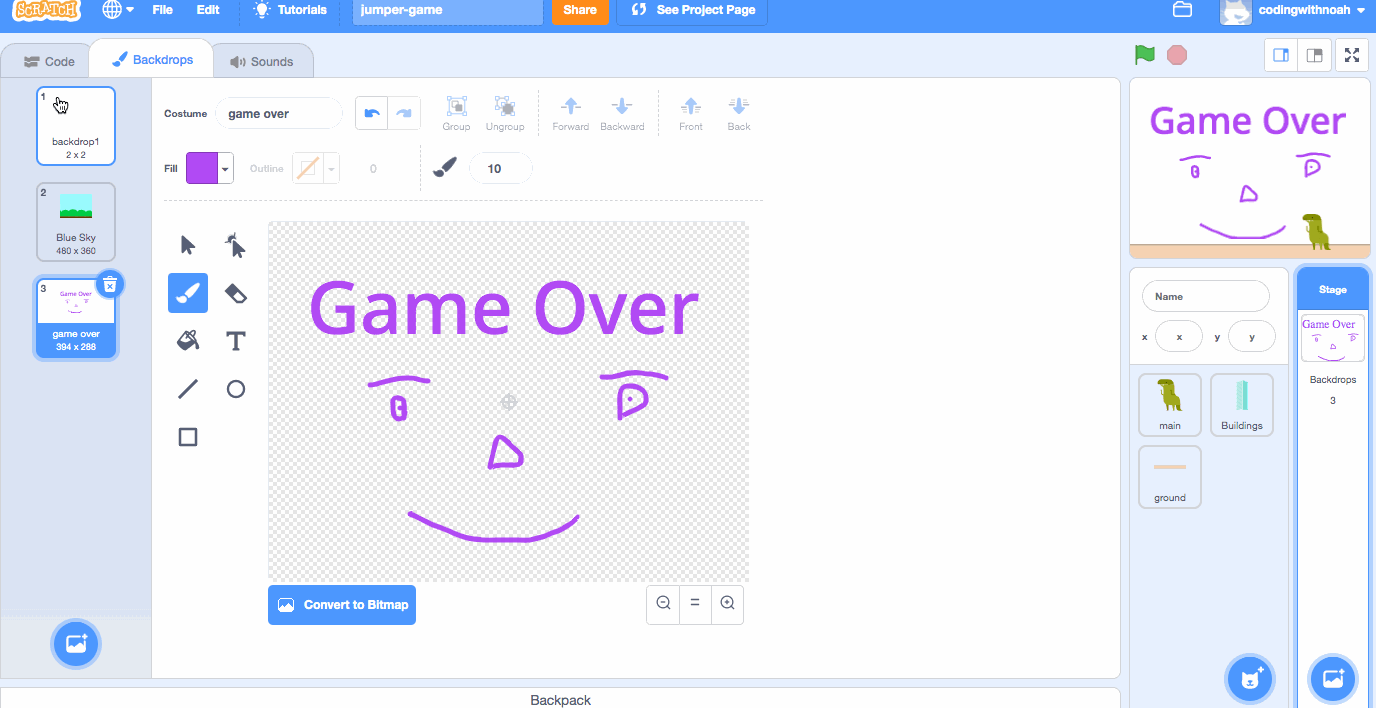 SCRATCH File Edit Tutorials jumper-game Share See Project Page codingwithnoah
Code Backdrops Sounds
1
backdrop1
2 x 2
2
Blue Sky
480 x 360
3
Game Over
game over
394 x 288
Costume game over Group Ungroup Forward Backward Front Back
Fill Outline 0 10
Game Over
Convert to Bitmap
Game Over
Name
x x y y
main Buildings
ground
Stage
Game Over
Backdrops
3
Backpack